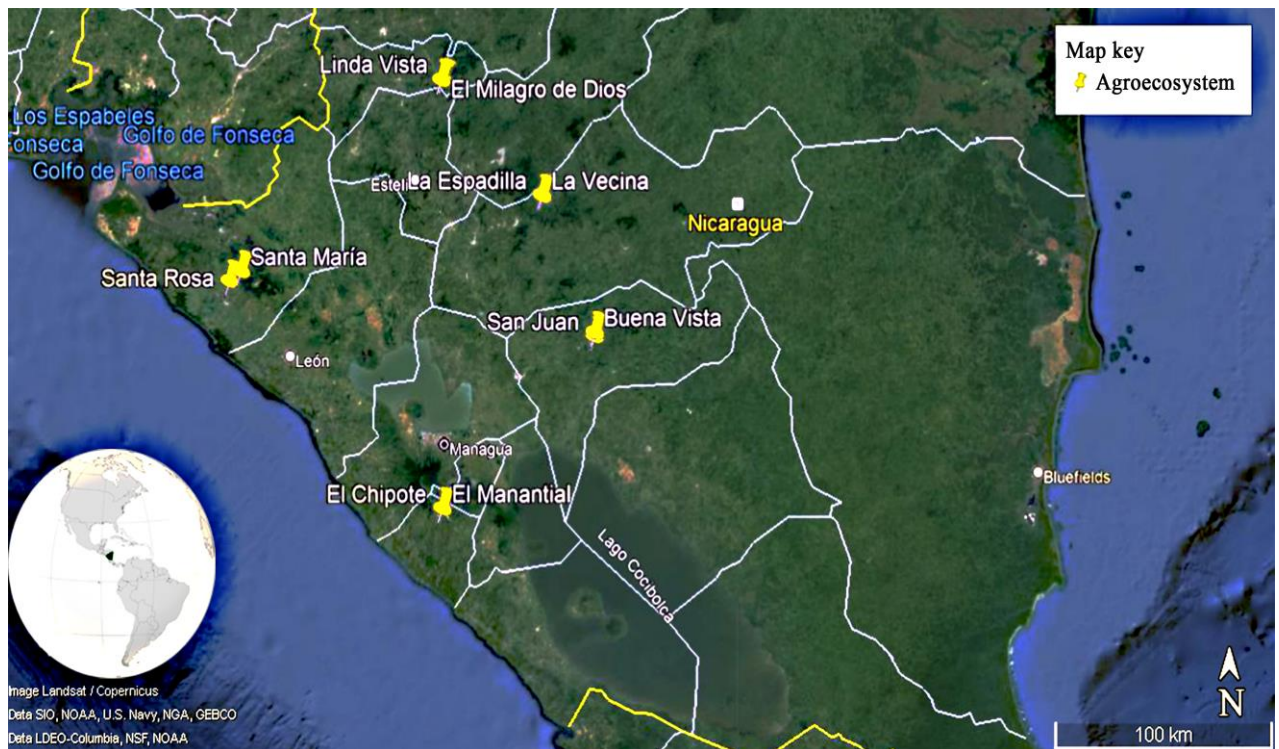 Map key
Agroecosystem
Linda Vista
El Milagro de Dios
Los Espabeles
Fonseca
Golfo de Fonseca
Golfo de Fonseca
Estelí
La Espadilla
La Vecina
Nicaragua
Santa María
Santa Rosa
San Juan
Buena Vista
León
Managua
El Chipote
El Manantial
Bluefields
Lago Cocibolca
Image Landsat / Copernicus
Data SIO, NOAA, U.S. Navy, NGA, GEBCO
Data LDEO-Columbia, NSF, NOAA
N
100 km